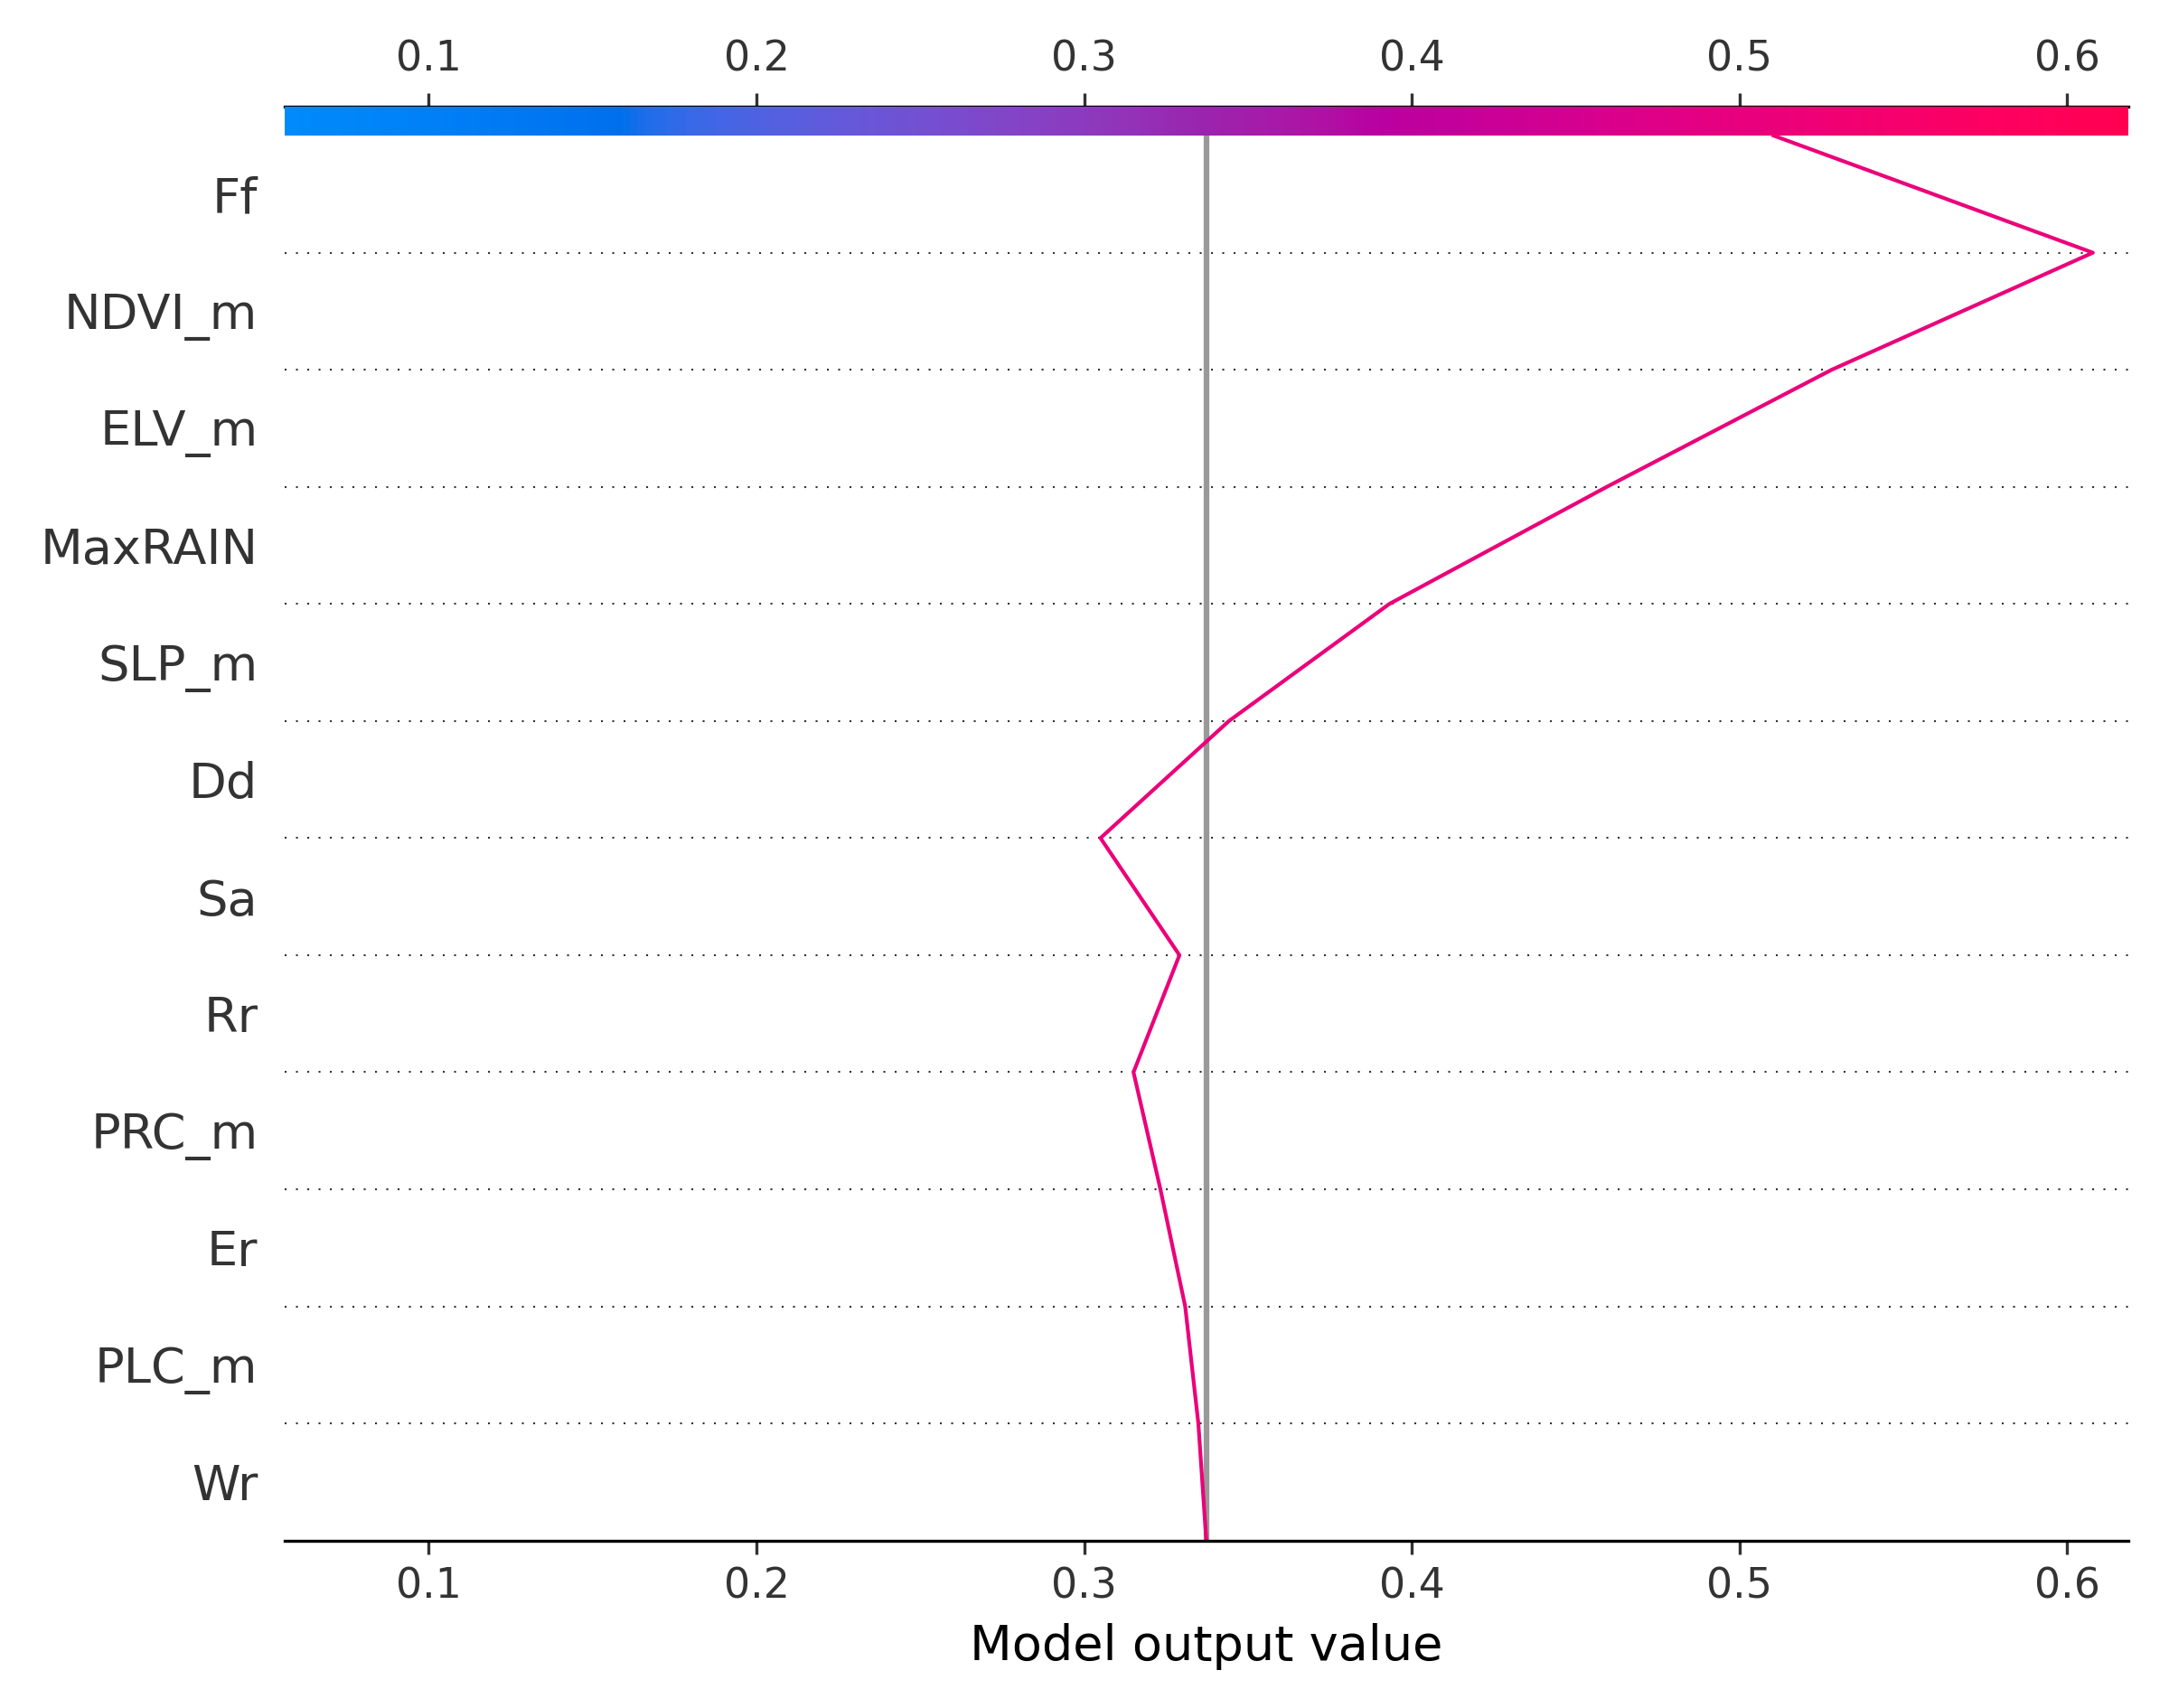 0.1 0.2 0.3 0.4 0.5 0.6
Ff
NDVI_m
ELV_m
MaxRAIN
SLP_m
Dd
Sa
Rr
PRC_m
Er
PLC_m
Wr
0.1 0.2 0.3 0.4 0.5 0.6
Model output value